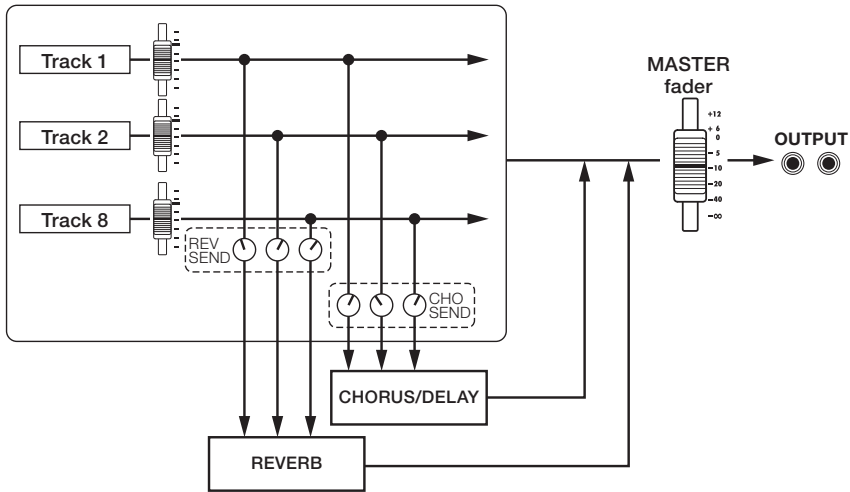 Track 1
Track 2
Track 8
REV
SEND
CHO
SEND
CHORUS/DELAY
REVERB
MASTER
fader
+12
+ 6
0
- 5
-10
-20
-40
-∞
OUTPUT